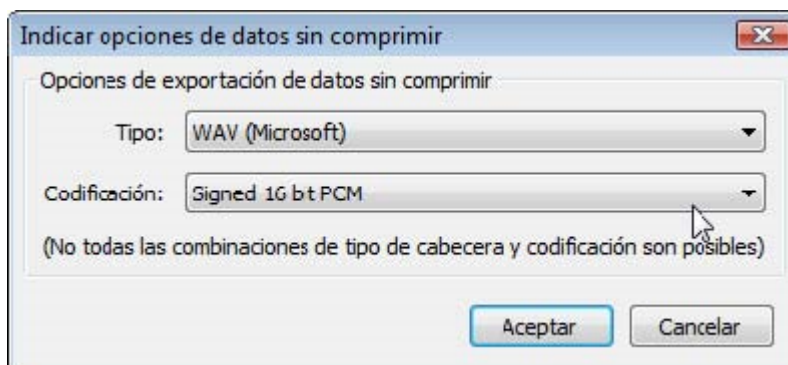 Indicar opciones de datos sin comprimir
Opciones de exportación de datos sin comprimir
Tipo: WAV (Microsoft)
Codificación: Signed 16 bit PCM
(No todas las combinaciones de tipo de cabecera y codificación son posibles)
Aceptar Cancelar